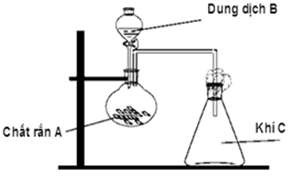 Dung dịch B
Chất rắn A
Khí C